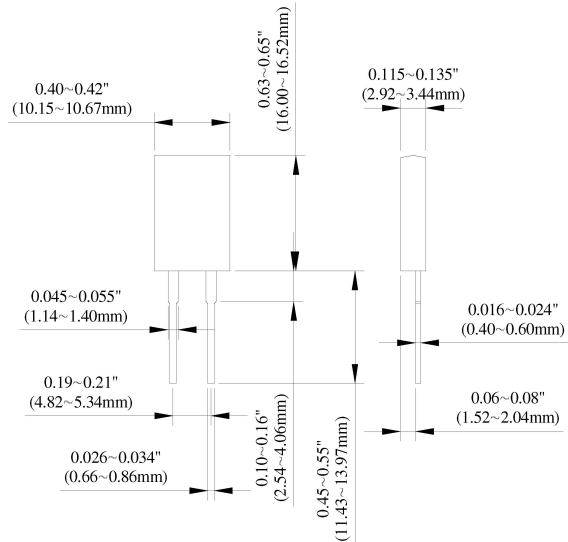 0.40~0.42"
(10.15~10.67mm)
0.63~0.65"
(16.00~16.52mm)
0.115~0.135"
(2.92~3.44mm)
0.045~0.055"
(1.14~1.40mm)
0.016~0.024"
(0.40~0.60mm)
0.19~0.21"
(4.82~5.34mm)
0.06~0.08"
(1.52~2.04mm)
0.026~0.034"
(0.66~0.86mm)
0.10~0.16"
(2.54~4.06mm)
0.45~0.55"
(11.43~13.97mm)